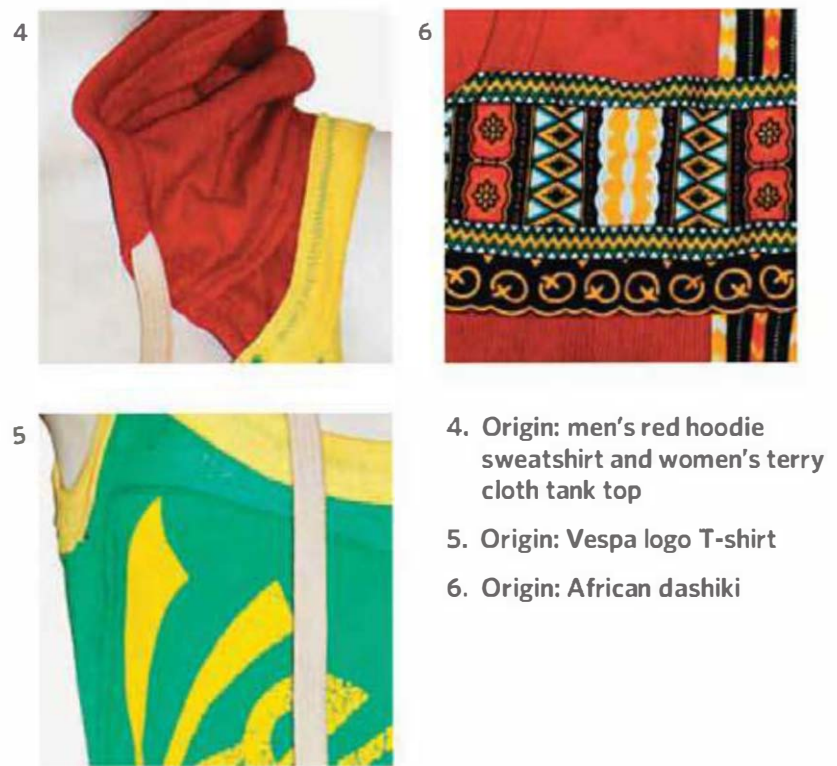 4
6
5
4. Origin: men's red hoodie
sweatshirt and women's terry
cloth tank top
5. Origin: Vespa logo T-shirt
6. Origin: African dashiki